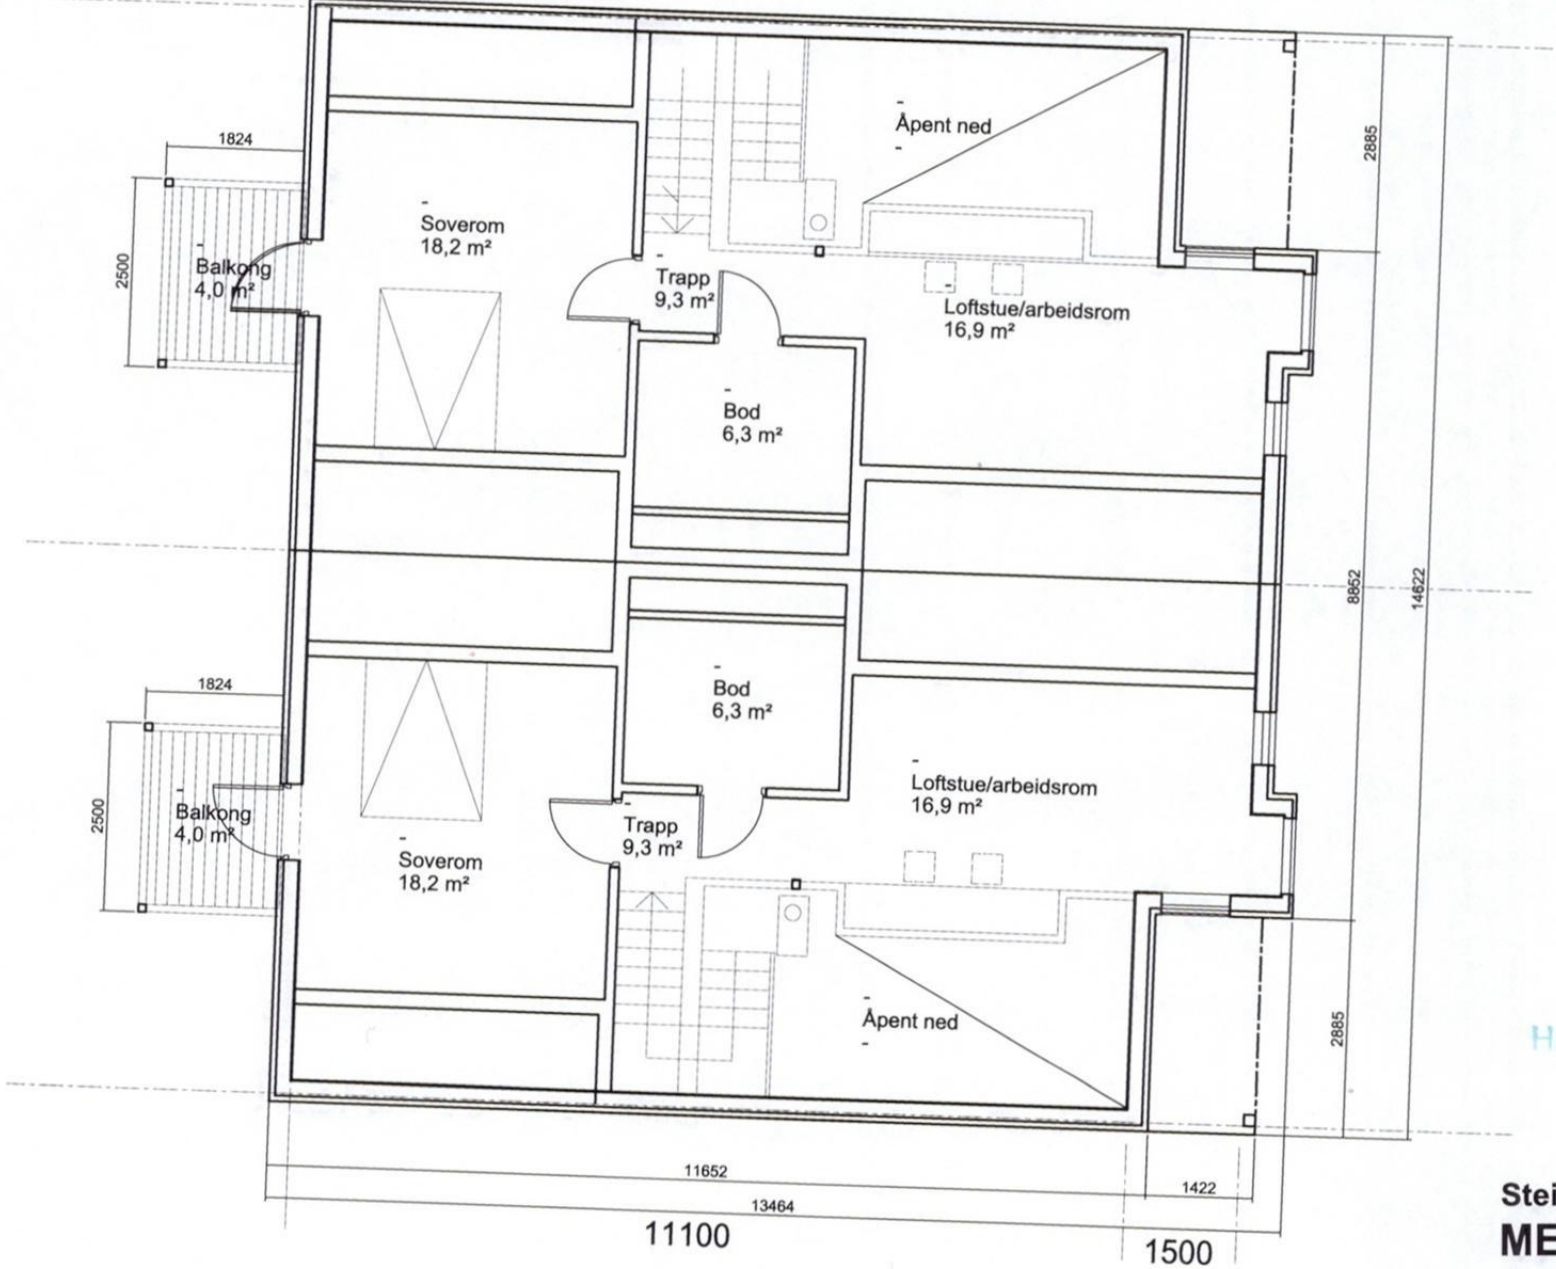 1824
2500
-
Balkong
4,0 m²
-
Soverom
18,2 m²
-
Åpent ned
-
-
Trapp
9,3 m²
-
Loftstue/arbeidsrom
16,9 m²
-
Bod
6,3 m²
2885
8852
14622
-
Bod
6,3 m²
1824
2500
-
Balkong
4,0 m²
-
Soverom
18,2 m²
-
Trapp
9,3 m²
-
Loftstue/arbeidsrom
16,9 m²
-
Åpent ned
-
2885
H
11652
1422
13464
11100
1500
Stei
ME